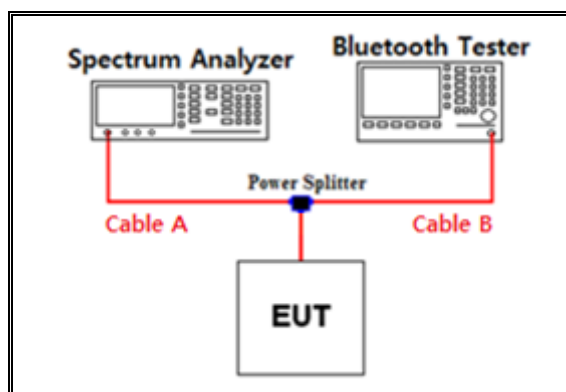 Spectrum Analyzer
Bluetooth Tester
Power Splitter
Cable A
Cable B
EUT